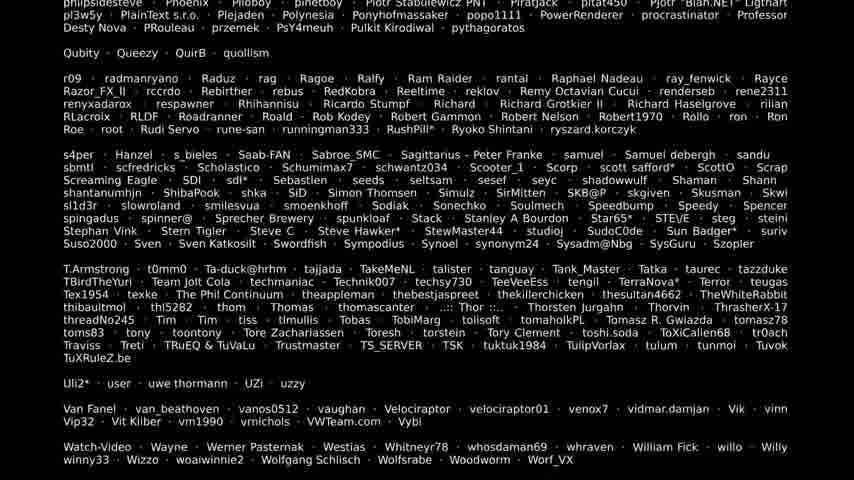 philpsidesteve · Phoenix · Piloboy · pinetboy · Piotr Stabulewicz PNT · PiratJack · pitat450 · Pjotr "Blan.NET" Ligthart
pl3w5y · PlainText s.r.o. · Plejaden · Polynesia · Ponyhofmassaker · popo1111 · PowerRenderer · procrastinator · Professor
Desty Nova · PRouleau · przemek · PsY4meuh · Pulkit Kirodiwal · pythagoratos
Qubity · Queezy · QuirB · quollism
r09 · radmanryano · Raduz · rag · Ragoe · Ralfy · Ram Raider · rantal · Raphael Nadeau · ray_fenwick · Rayce
Razor_FX_II · rccrdo · Rebirther · rebus · RedKobra · Reeltime · reklov · Remy Octavian Cucui · renderseb · rene2311
renyxadarox · respawner · Rhihannisu · Ricardo Stumpf · Richard · Richard Grotkier II · Richard Haselgrove · rilian
RLacroix · RLDF · Roadranner · Roald · Rob Kodey · Robert Gammon · Robert Nelson · Robert1970 · Rollo · ron · Ron
Roe · root · Rudi Servo · rune-san · runningman333 · RushPill* · Ryoko Shintani · ryszard.korczyk
s4per · Hanzel · s_bieles · Saab-FAN · Sabroe_SMC · Sagittarius - Peter Franke · samuel · Samuel debergh · sandu
sbmtl · scfredricks · Scholastico · Schumimax7 · schwantz034 · Scooter_1 · Scorp · scott safford* · ScottO · Scrap
Screaming Eagle · SDI · sdl* · Sebastien · seeds · seltsam · sesef · seyc · shadowwulf · Shaman · Shann
shantanumhjn · ShibaPook · shka · SiD · Simon Thomsen · Simulz · SirMitten · SKB@P · skgiven · Skusman · Skwi
sl1d3r · slowroland · smilesvua · smoenkhoff · Sodiak · Sonechko · Soulmech · Speedbump · Speedy · Spencer
spingadus · spinner@ · Sprecher Brewery · spunkloaf · Stack · Stanley A Bourdon · Star65* · STE\/E · steg · steini
Stephan Vink · Stern Tigler · Steve C · Steve Hawker* · StewMaster44 · studioj · SudoC0de · Sun Badger* · suriv
Suso2000 · Sven · Sven Katkosilt · Swordfish · Sympodius · Synoel · synonym24 · Sysadm@Nbg · SysGuru · Szopler
T.Armstrong · t0mm0 · Ta-duck@hrhm · tajjada · TakeMeNL · talister · tanguay · Tank_Master · Tatka · taurec · tazzduke
TBirdTheYuri · Team Jolt Cola · techmaniac · Technik007 · techsy730 · TeeVeeEss · tengil · TerraNova* · Terror · teugas
Tex1954 · texke · The Phil Continuum · theappleman · thebestjaspreet · thekillerchicken · thesultan4662 · TheWhiteRabbit
thibaultmol · thl5282 · thom · Thomas · thomascanter · ..:: Thor ::.. · Thorsten Jurgahn · Thorvin · ThrasherX-17
threadNo245 · Tim · Tim · tiss · tlmullis · Tobas · TobiMarg · tolisoft · tomaholkPL · Tomasz R. Gwiazda · tomasz78
toms83 · tony · toontony · Tore Zachariassen · Toresh · torstein · Tory Clement · toshi.soda · ToXiCalien68 · tr0ach
Traviss · Treti · TRuEQ & TuVaLu · Trustmaster · TS_SERVER · TSK · tuktuk1984 · TulipVorlax · tulum · tunmoi · Tuvok
TuXRuleZ.be
Uli2* · user · uwe thormann · UZi · uzzy
Van Fanel · van_beathoven · vanos0512 · vaughan · Velociraptor · velociraptor01 · venox7 · vidmar.damjan · Vik · vinn
Vip32 · Vit Kliber · vm1990 · vrnichols · VWTeam.com · Vybl
Watch-Video · Wayne · Werner Pasternak · Westias · Whitneyr78 · whosdaman69 · whraven · William Fick · willo · Willy
winny33 · Wizzo · woaiwinnie2 · Wolfgang Schlisch · Wolfsrabe · Woodworm · Worf_VX